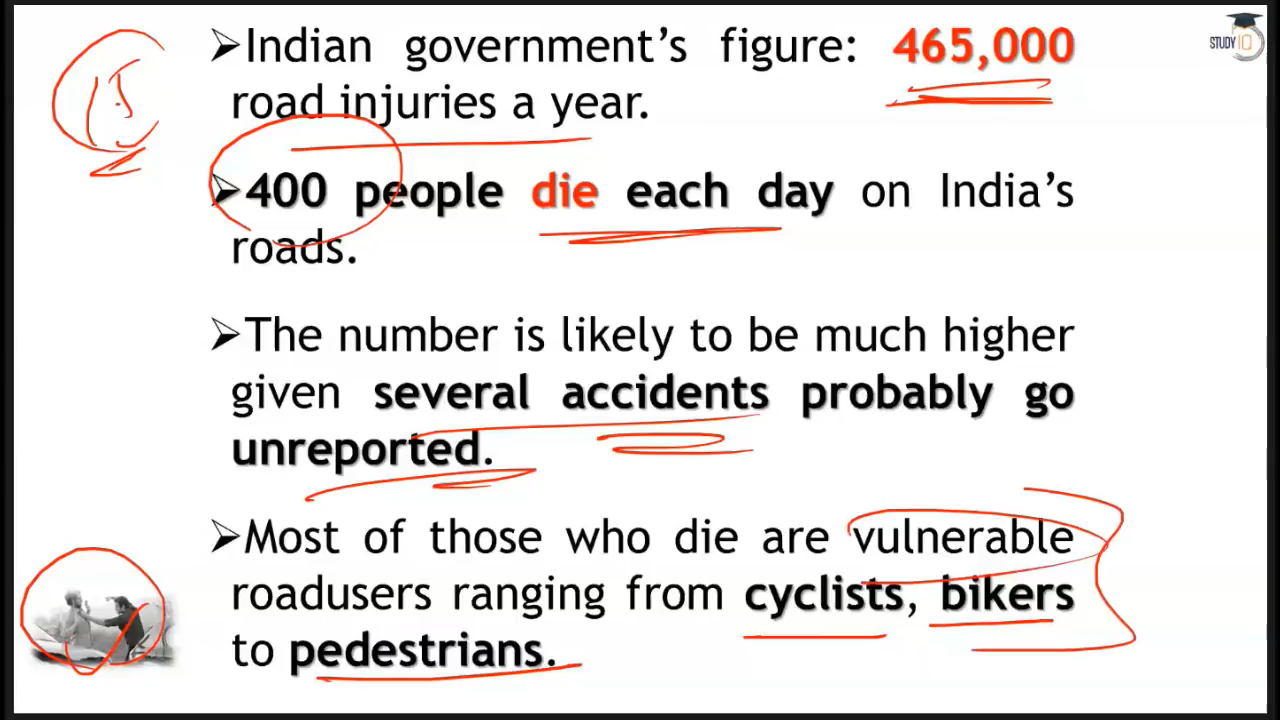 ➢Indian government’s figure: 465,000
road injuries a year.
➢400 people die each day on India’s
roads.
➢The number is likely to be much higher
given several accidents probably go
unreported.
➢Most of those who die are vulnerable
roadusers ranging from cyclists, bikers
to pedestrians.
STUDY IQ